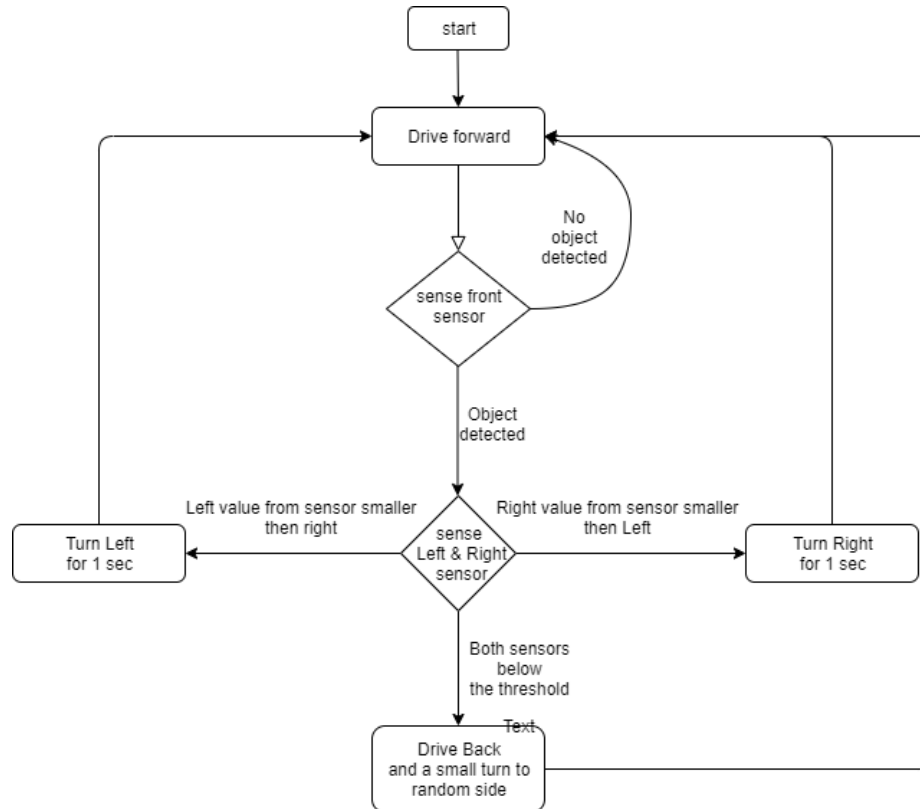 start
Drive forward
No
object
detected
sense front
sensor
Object
detected
Left value from sensor smaller
then right
Right value from sensor smaller
then Left
Turn Left
for 1 sec
sense
Left & Right
sensor
Turn Right
for 1 sec
Both sensors
below
the threshold
Text
Drive Back
and a small turn to
random side